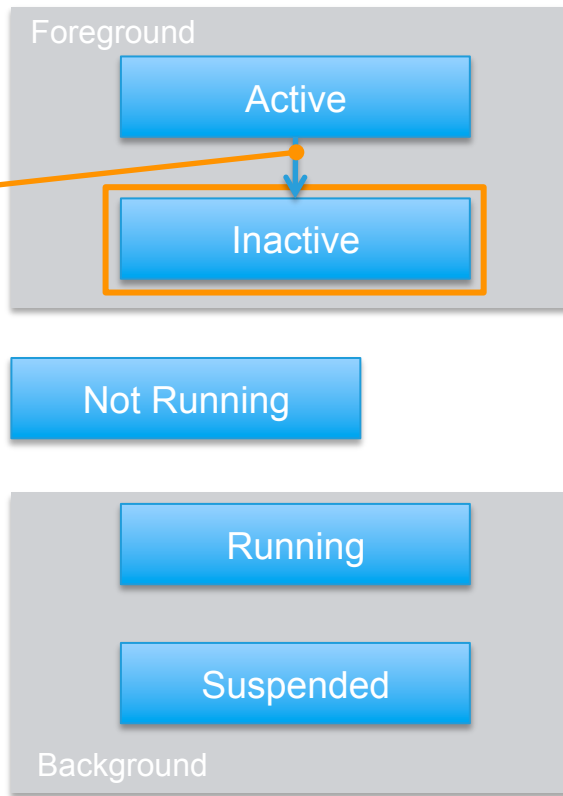 Foreground
Active
Inactive
Not Running
Running
Suspended
Background